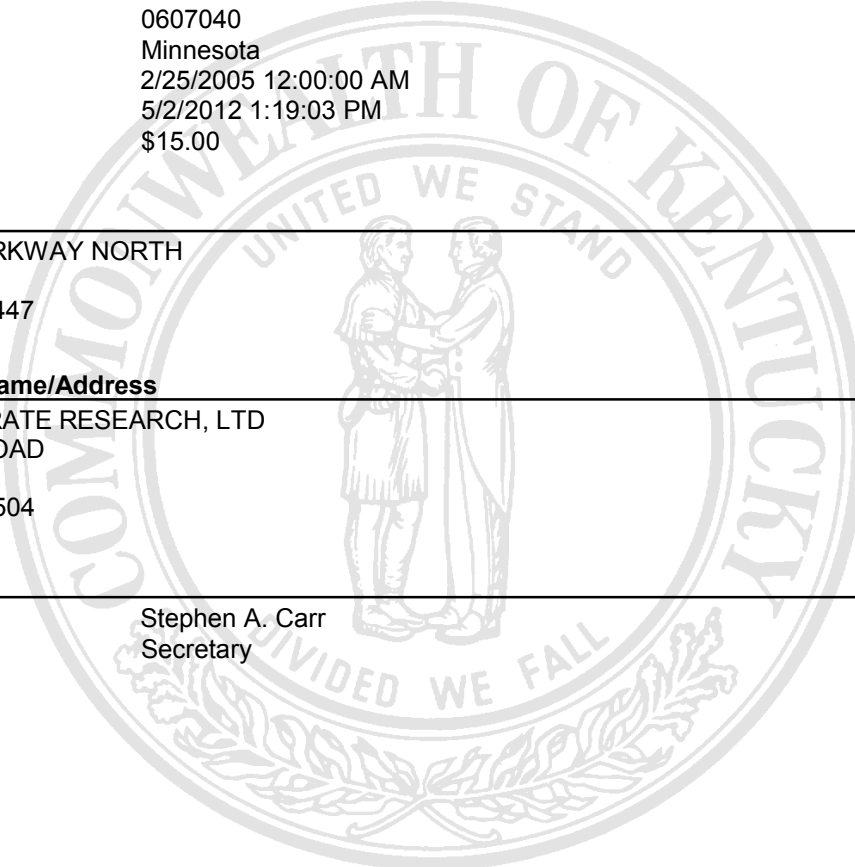 0607040
Minnesota
2/25/2005 12:00:00 AM
5/2/2012 1:19:03 PM
$15.00
RKWAY NORTH
447
ame/Address
RATE RESEARCH, LTD
OAD
504
Stephen A. Carr
Secretary
COMMONWEALTH OF KENTUCKY
UNITED WE STAND
DIVIDED WE FALL